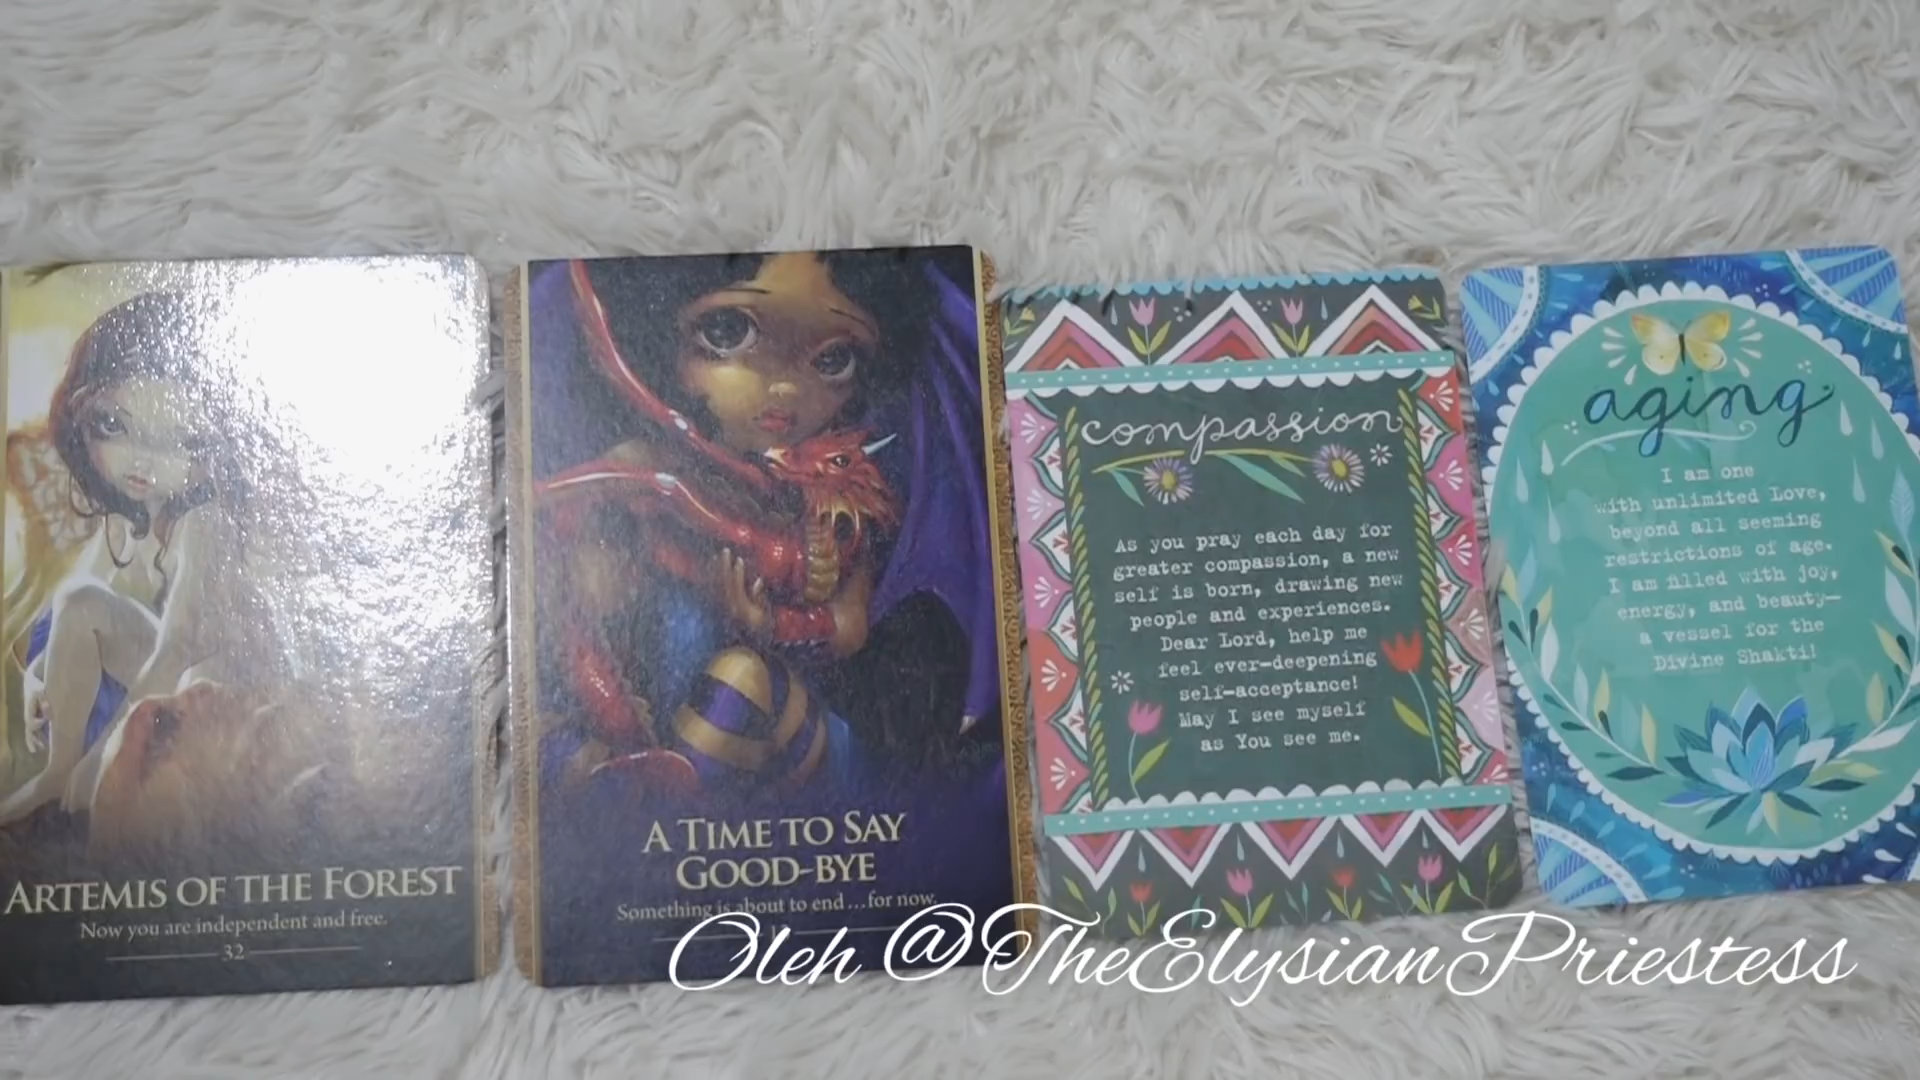 ARTEMIS OF THE FOREST
Now you are independent and free.
32
A TIME TO SAY
GOOD-BYE
Something is about to end...for now.
compassion
As you pray each day for
greater compassion, a new
self is born, drawing new
people and experiences.
Dear Lord, help me
feel ever-deepening
self-acceptance!
May I see myself
as You see me.
aging
I am one
with unlimited Love,
beyond all seeming
restrictions of age.
I am filled with joy,
energy, and beauty—
a vessel for the
Divine Shakti!
Oleh @TheElysianPriestess